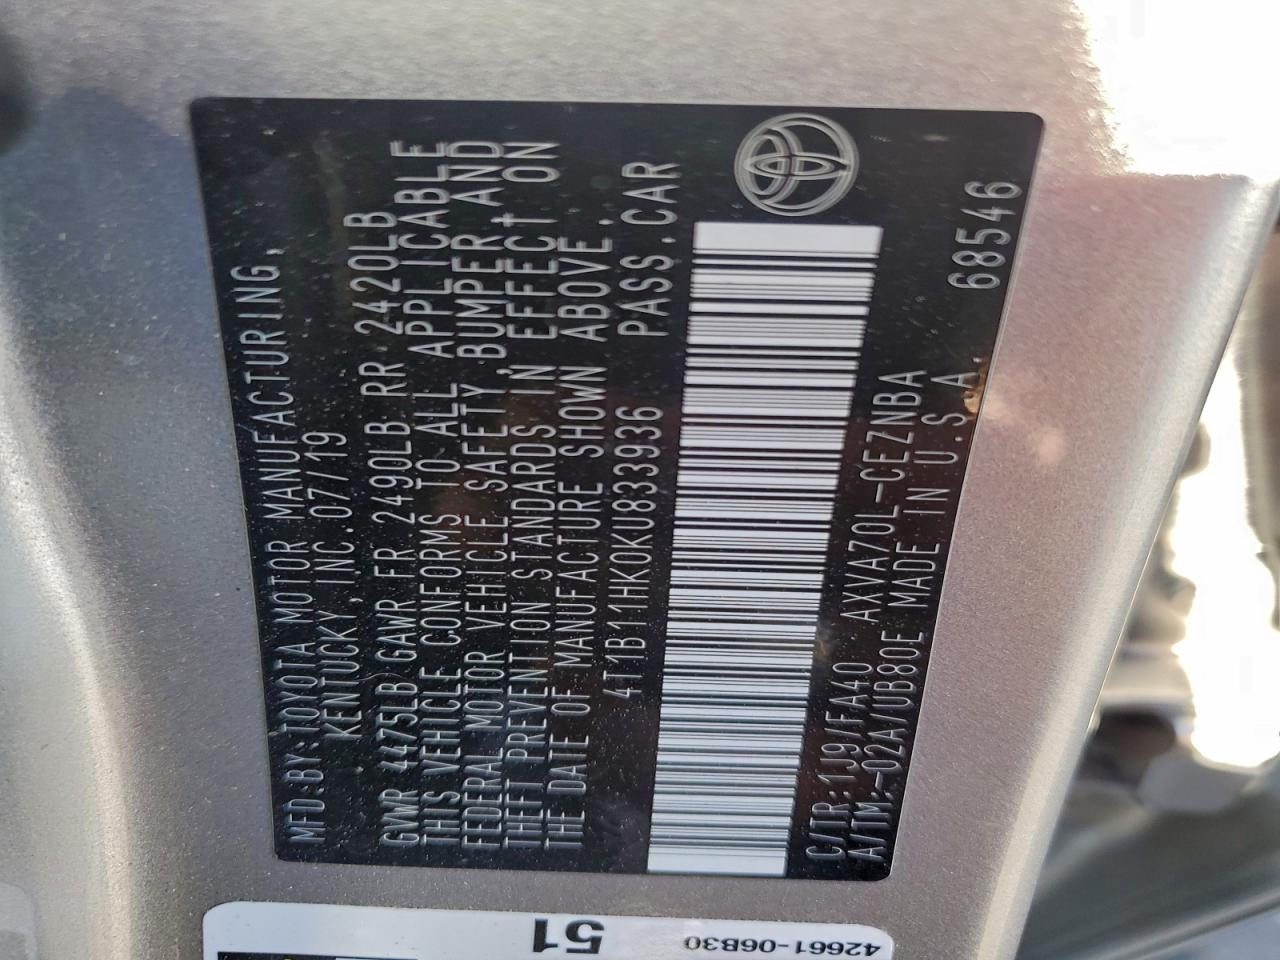 MFD.BY:TOYOTA MOTOR MANUFACTURING,
KENTUCKY, INC.07/19
GVWR 4475LB GAWR FR 2490LB RR 2420LB
THIS VEHICLE CONFORMS TO ALL APPLICABLE
FEDERAL MOTOR VEHICLE SAFETY, BUMPER, AND
THEFT PREVENTION STANDARDS IN EFFECT ON
THE DATE OF MANUFACTURE SHOWN ABOVE.
4T1B11HK0KU833936 PASS.CAR
C/TR:1J9/FA40 AXVA70L-CEZNBA
A/TM:-02A/UB80E MADE IN U.S.A.
68546
51
42661-06B30